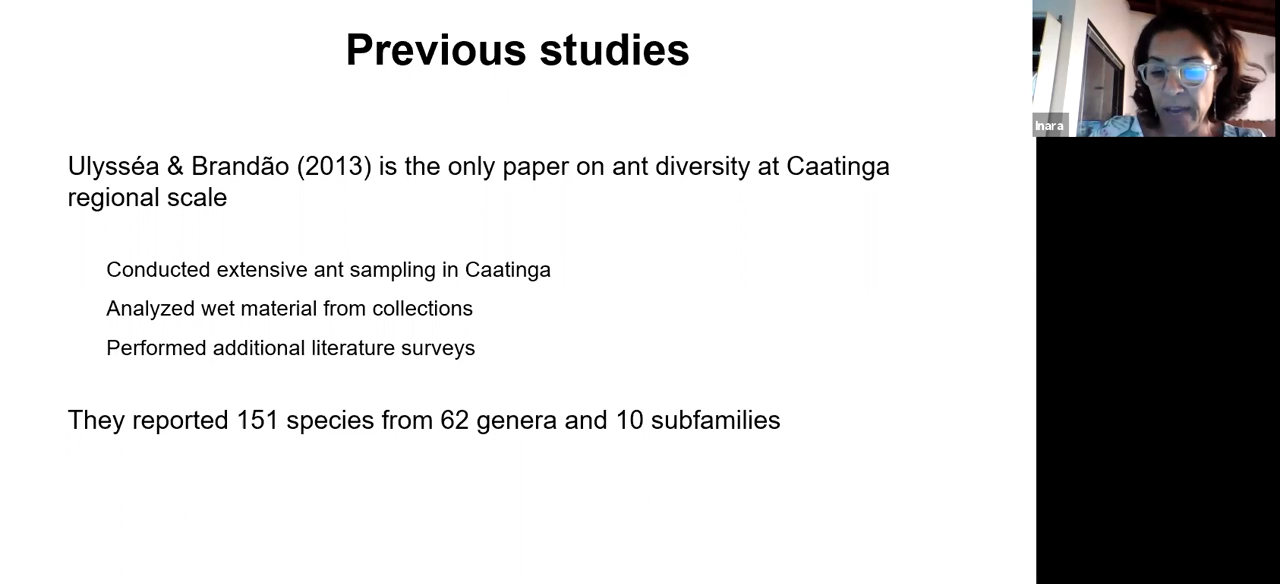 Previous studies
Inara
Ulysséa & Brandão (2013) is the only paper on ant diversity at Caatinga
regional scale
Conducted extensive ant sampling in Caatinga
Analyzed wet material from collections
Performed additional literature surveys
They reported 151 species from 62 genera and 10 subfamilies